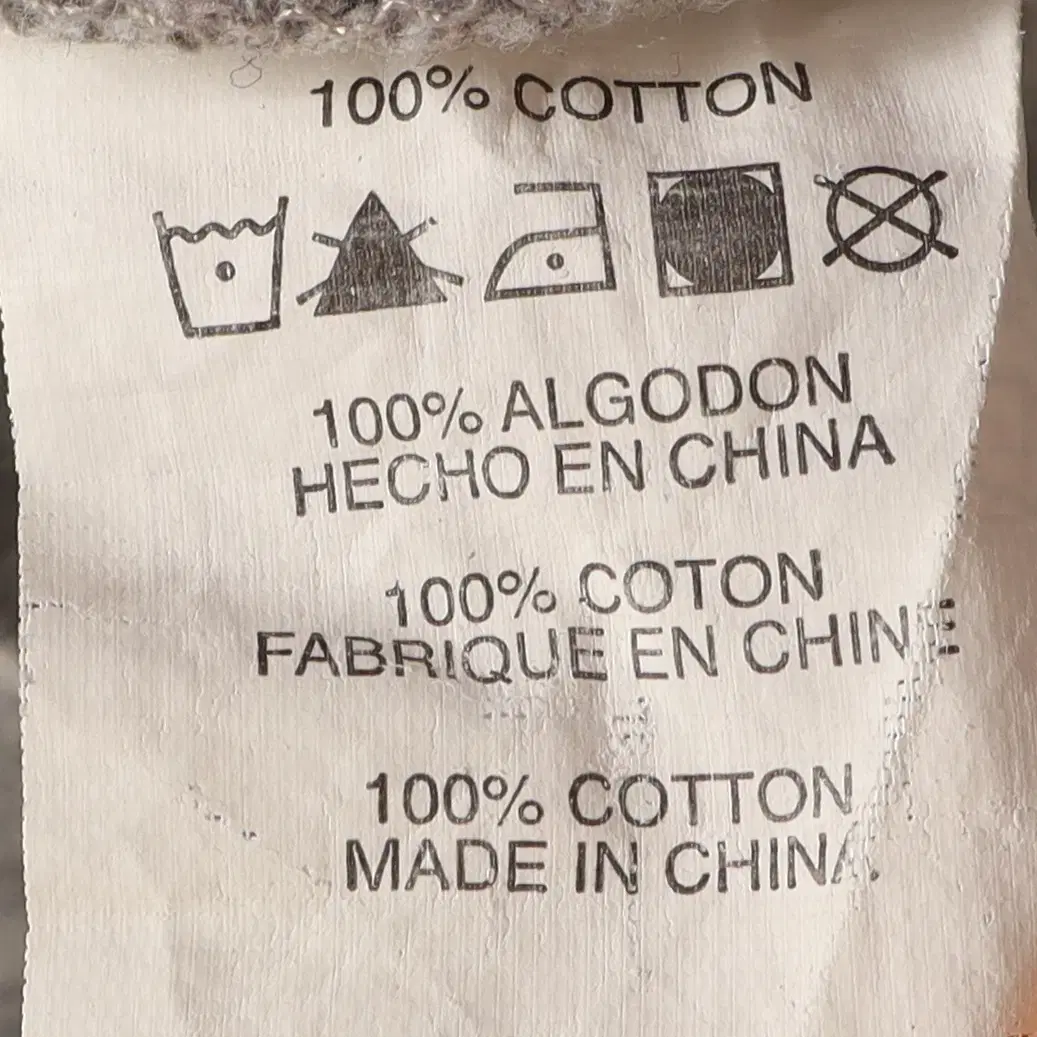 100% COTTON
100% ALGODON
HECHO EN CHINA
100% COTON
FABRIQUE EN CHINE
100% COTTON
MADE IN CHINA